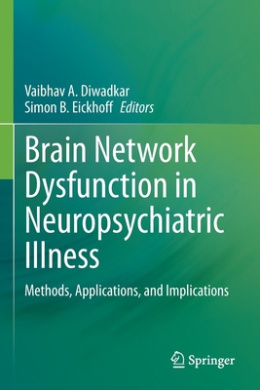 Vaibhav A. Diwadkar
Simon B. Eickhoff Editors
Brain Network
Dysfunction in
Neuropsychiatric
Illness
Methods, Applications, and Implications
Springer